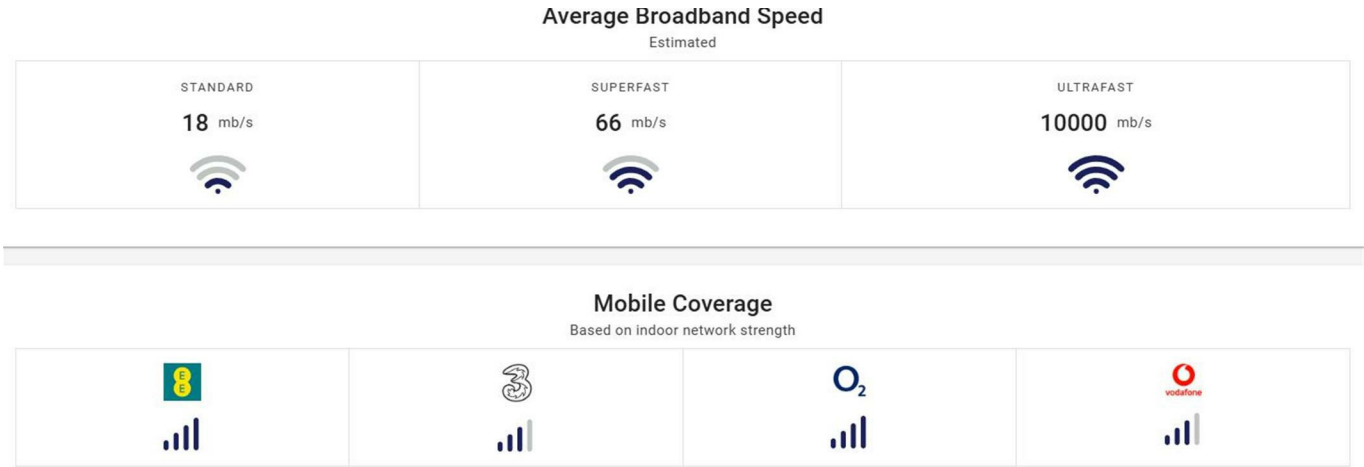 Average Broadband Speed
Estimated
STANDARD
SUPERFAST
ULTRAFAST
18 mb/s
66 mb/s
10000 mb/s
Mobile Coverage
Based on indoor network strength
EE
3
O2
vodafone